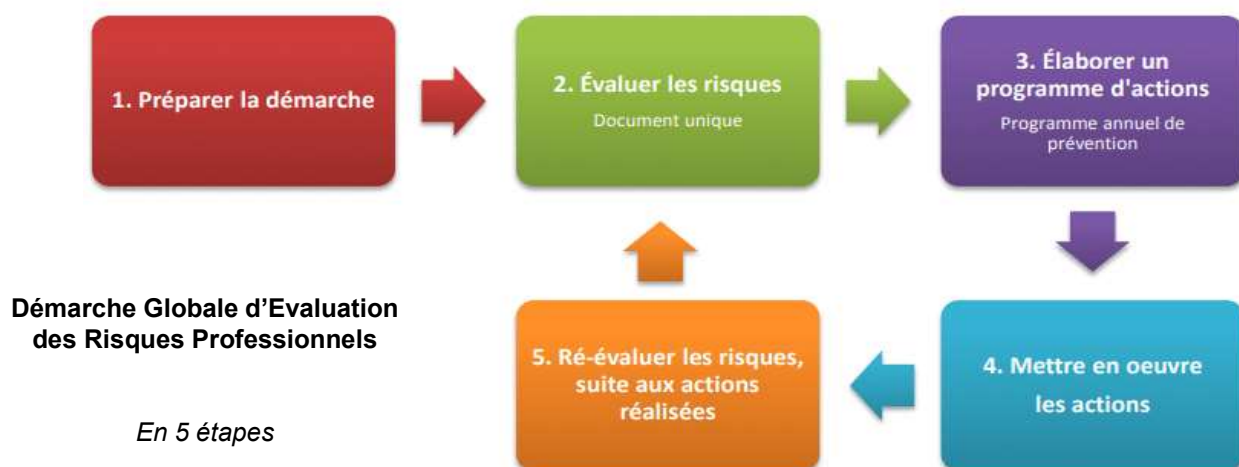 1. Préparer la démarche
2. Évaluer les risques
Document unique
3. Élaborer un
programme d'actions
Programme annuel de
prévention
Démarche Globale d’Evaluation
des Risques Professionnels
En 5 étapes
5. Ré-évaluer les risques,
suite aux actions
réalisées
4. Mettre en oeuvre
les actions